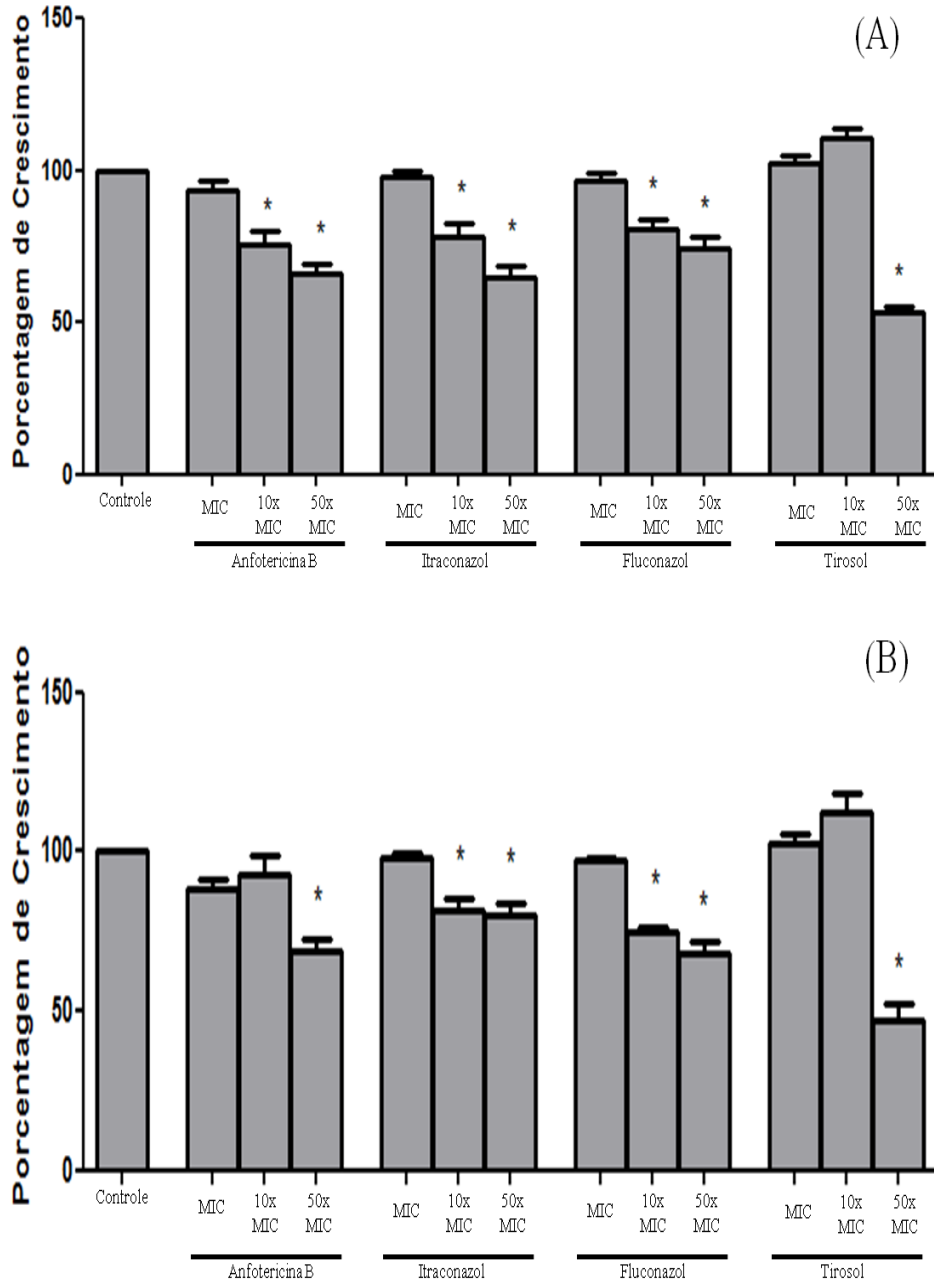 (A)
Porcentagem de Crescimento
150
100
50
0
*
*
*
*
*
*
*
Controle
MIC
10x
MIC
50x
MIC
MIC
10x
MIC
50x
MIC
MIC
10x
MIC
50x
MIC
MIC
10x
MIC
50x
MIC
Anfotericina B
Itraconazol
Fluconazol
Tirosol
(B)
Porcentagem de Crescimento
150
100
50
0
*
*
*
*
*
*
Controle
MIC
10x
MIC
50x
MIC
MIC
10x
MIC
50x
MIC
MIC
10x
MIC
50x
MIC
MIC
10x
MIC
50x
MIC
Anfotericina B
Itraconazol
Fluconazol
Tirosol